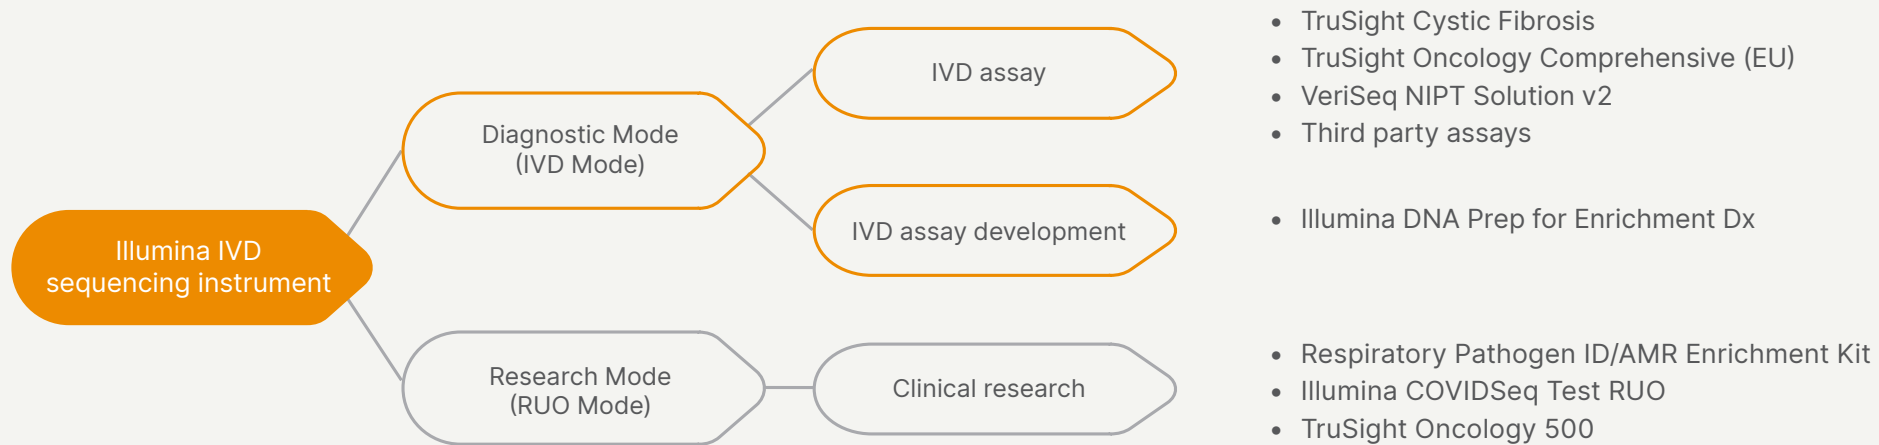 Illumina IVD
sequencing instrument
Diagnostic Mode
(IVD Mode)
IVD assay
• TruSight Cystic Fibrosis
• TruSight Oncology Comprehensive (EU)
• VeriSeq NIPT Solution v2
• Third party assays
IVD assay development
• Illumina DNA Prep for Enrichment Dx
Research Mode
(RUO Mode)
Clinical research
• Respiratory Pathogen ID/AMR Enrichment Kit
• Illumina COVIDSeq Test RUO
• TruSight Oncology 500